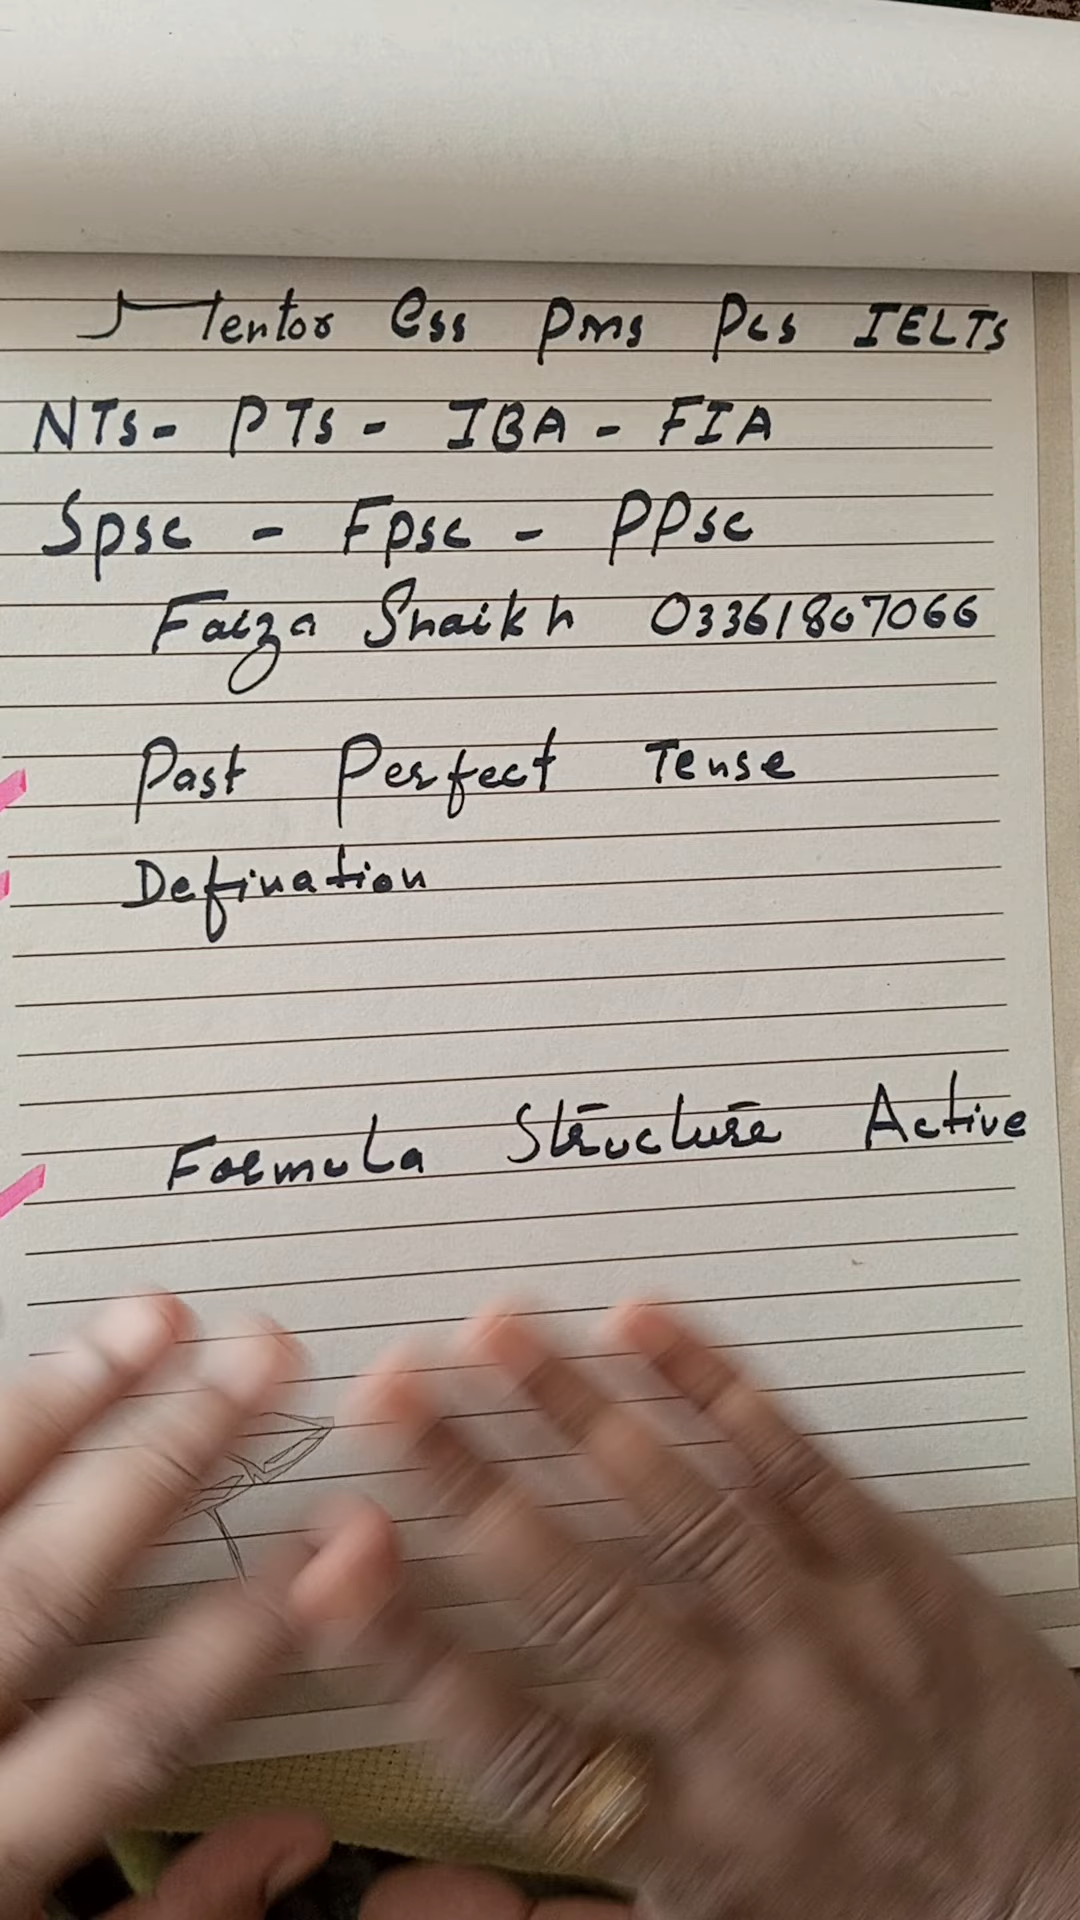 Mentor Css Pms Pcs IELTS
NTS - PTS - IBA - FIA
Spsc - Fpsc - PPsc
Faiza Shaikh 03361807066
Past Perfect Tense
Defination
Formula Structure Active